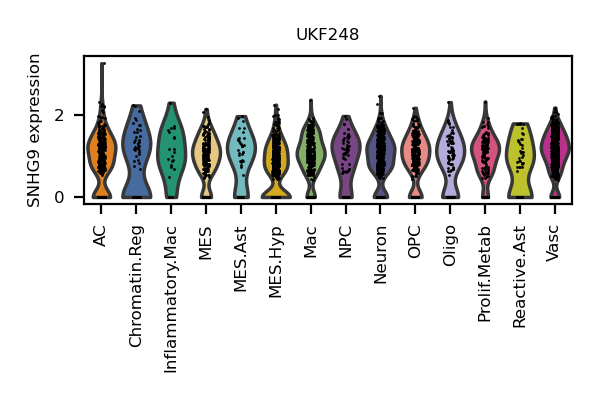 UKF248
SNHG9 expression
2
0
AC
Chromatin.Reg
Inflammatory.Mac
MES
MES.Ast
MES.Hyp
Mac
NPC
Neuron
OPC
Oligo
Prolif.Metab
Reactive.Ast
Vasc